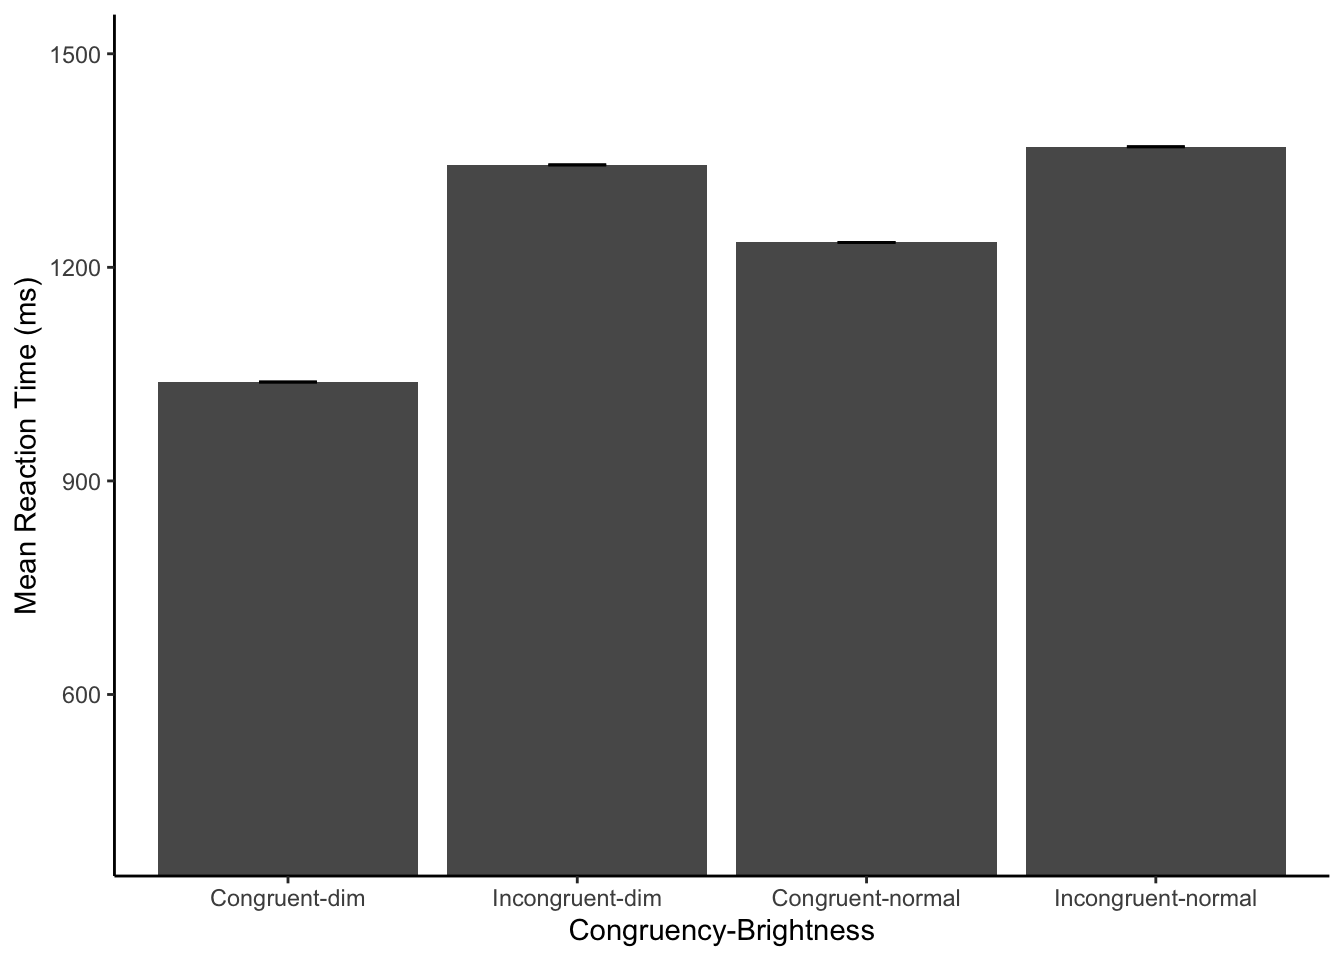 1500
1200
900
600
Mean Reaction Time (ms)
Congruent-dim Incongruent-dim Congruent-normal Incongruent-normal
Congruency-Brightness